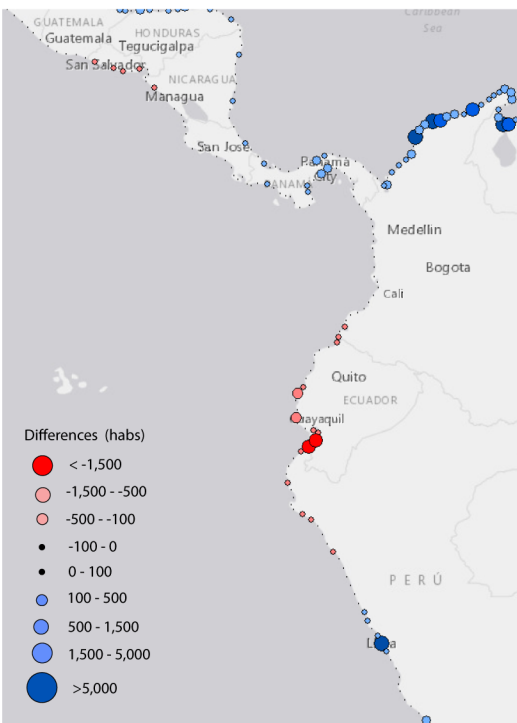 Caribbean
Sea
GUATEMALA
Guatemala
HONDURAS
Tegucigalpa
San Salvador
NICARAGUA
Managua
San José
Panamá
City
PANAMÁ
Medellin
Bogota
Cali
Quito
ECUADOR
Guayaquil
PERÚ
Lima
Differences (habs)
< -1,500
-1,500 - -500
-500 - -100
-100 - 0
0 - 100
100 - 500
500 - 1,500
1,500 - 5,000
>5,000